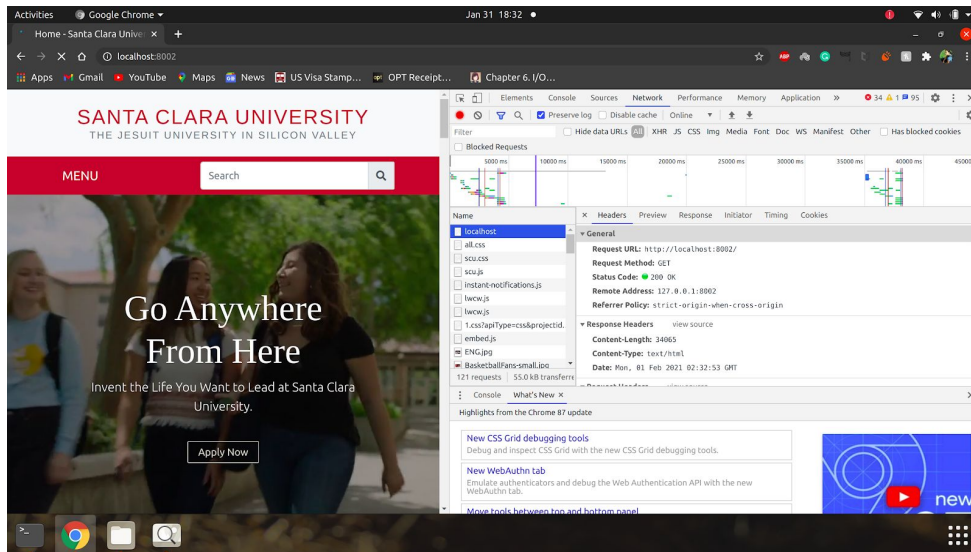 Activities Google Chrome Jan 31 18:32
Home - Santa Clara Univer
localhost:8002
Apps Gmail YouTube Maps News US Visa Stamp... OPT Receipt... Chapter 6. I/O...
SANTA CLARA UNIVERSITY
THE JESUIT UNIVERSITY IN SILICON VALLEY
MENU Search
Go Anywhere
From Here
Invent the Life You Want to Lead at Santa Clara
University.
Apply Now
Elements Console Sources Network Performance Memory Application 34 1 95
Preserve log Disable cache Online
Filter Hide data URLs All XHR JS CSS Img Media Font Doc WS Manifest Other Has blocked cookies
Blocked Requests
5000 ms 10000 ms 15000 ms 20000 ms 25000 ms 30000 ms 35000 ms 40000 ms 45000
Name
localhost
all.css
scu.css
scu.js
instant-notifications.js
lwcw.js
lwcw.js
1.css?apiType=css&projectid.
embed.js
ENG.jpg
BasketballFans-small.jpg
121 requests 55.0 kB transferre
Headers Preview Response Initiator Timing Cookies
General
Request URL: http://localhost:8002/
Request Method: GET
Status Code: 200 OK
Remote Address: 127.0.0.1:8002
Referrer Policy: strict-origin-when-cross-origin
Response Headers view source
Content-Length: 34065
Content-Type: text/html
Date: Mon, 01 Feb 2021 02:32:53 GMT
Request Headers view source
Console What's New
Highlights from the Chrome 87 update
New CSS Grid debugging tools
Debug and inspect CSS Grid with the new CSS Grid debugging tools.
New WebAuthn tab
Emulate authenticators and debug the Web Authentication API with the new
WebAuthn tab.
Move tools between top and bottom panel
new